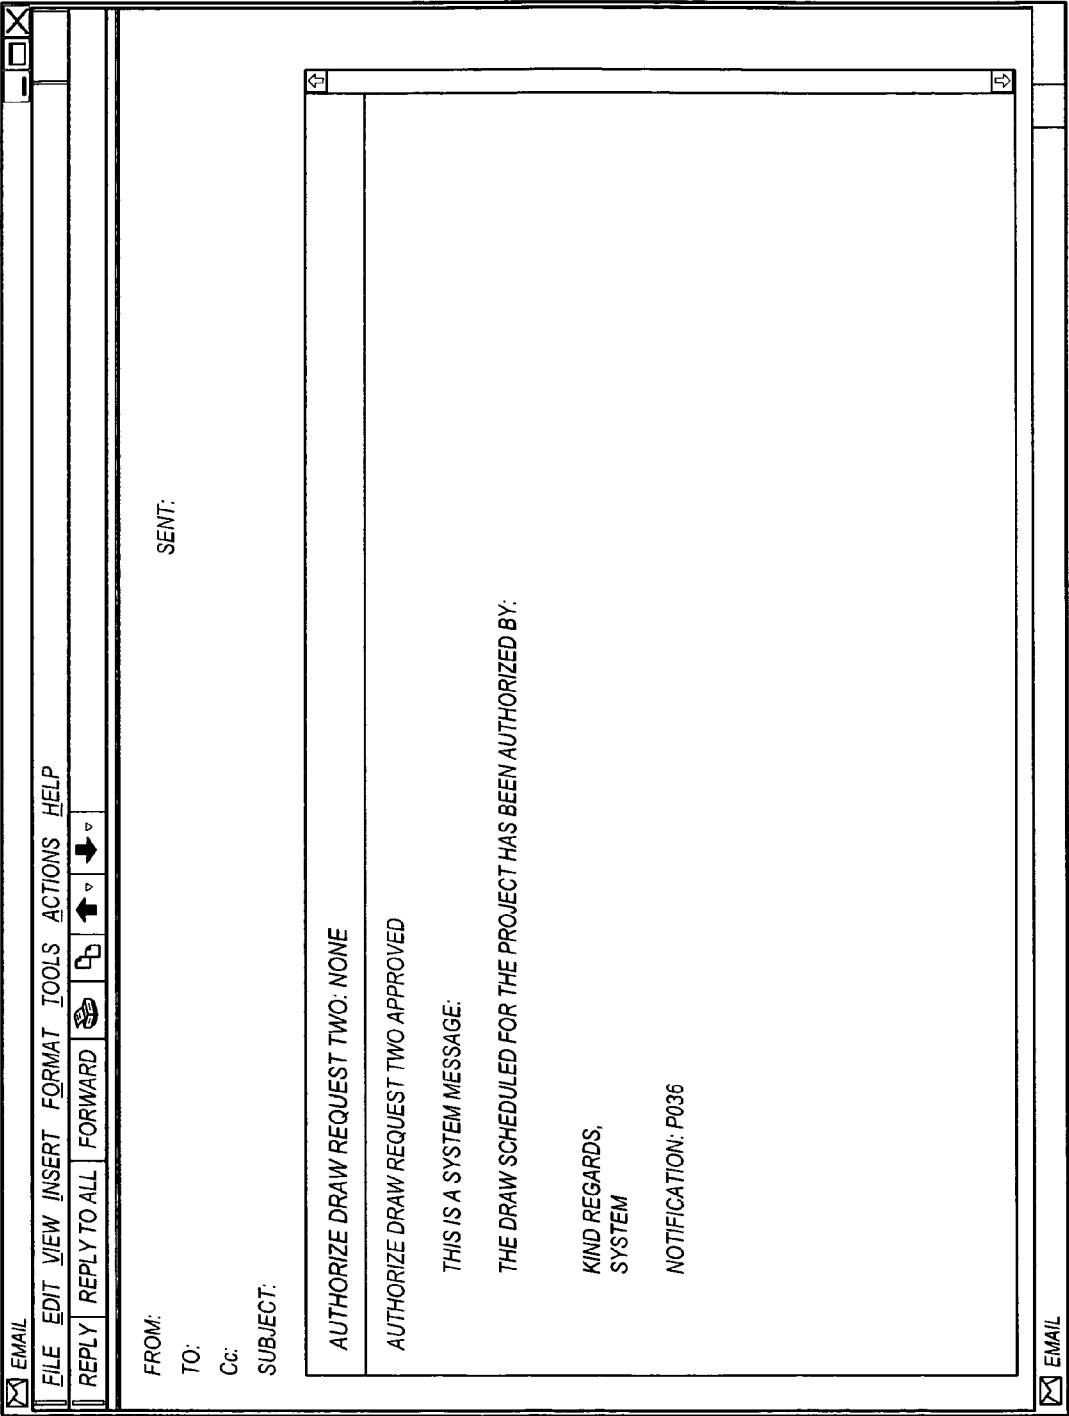 EMAIL
FILE EDIT VIEW INSERT FORMAT TOOLS ACTIONS HELP
REPLY REPLY TO ALL FORWARD
FROM: SENT:
TO:
Cc:
SUBJECT:
AUTHORIZE DRAW REQUEST TWO: NONE
AUTHORIZE DRAW REQUEST TWO APPROVED
THIS IS A SYSTEM MESSAGE:
THE DRAW SCHEDULED FOR THE PROJECT HAS BEEN AUTHORIZED BY:
KIND REGARDS,
SYSTEM
NOTIFICATION: P036
EMAIL